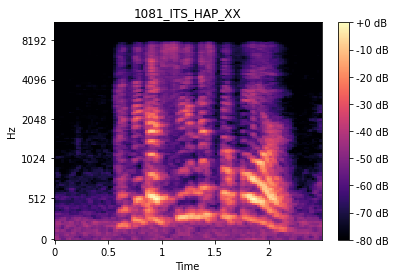 1081_ITS_HAP_XX
+0 dB
8192
-10 dB
4096
-20 dB
-30 dB
2048
Hz
-40 dB
1024
-50 dB
512
-60 dB
-70 dB
0
-80 dB
0 0.5 1 1.5 2
Time